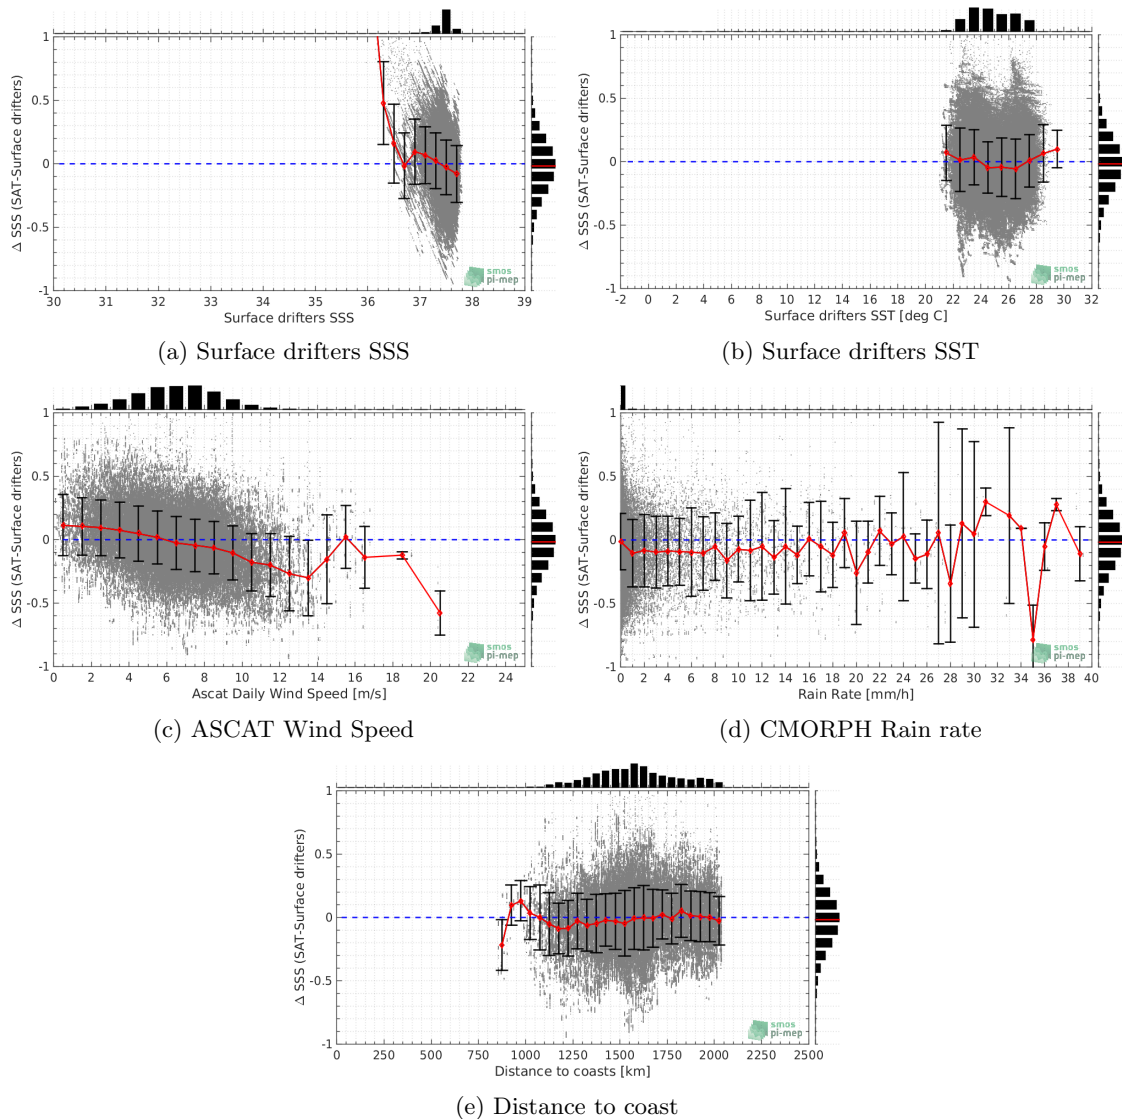 1
0.5
0
-0.5
-1
Δ SSS (SAT-Surface drifters)
30 31 32 33 34 35 36 37 38 39
Surface drifters SSS
smos
pi-mep
(a) Surface drifters SSS
1
0.5
0
-0.5
-1
Δ SSS (SAT-Surface drifters)
-2 0 2 4 6 8 10 12 14 16 18 20 22 24 26 28 30 32
Surface drifters SST [deg C]
smos
pi-mep
(b) Surface drifters SST
1
0.5
0
-0.5
-1
Δ SSS (SAT-Surface drifters)
0 2 4 6 8 10 12 14 16 18 20 22 24
Ascat Daily Wind Speed [m/s]
smos
pi-mep
(c) ASCAT Wind Speed
1
0.5
0
-0.5
-1
Δ SSS (SAT-Surface drifters)
0 2 4 6 8 10 12 14 16 18 20 22 24 26 28 30 32 34 36 38 40
Rain Rate [mm/h]
smos
pi-mep
(d) CMORPH Rain rate
1
0.5
0
-0.5
-1
Δ SSS (SAT-Surface drifters)
0 250 500 750 1000 1250 1500 1750 2000 2250 2500
Distance to coasts [km]
smos
pi-mep
(e) Distance to coast